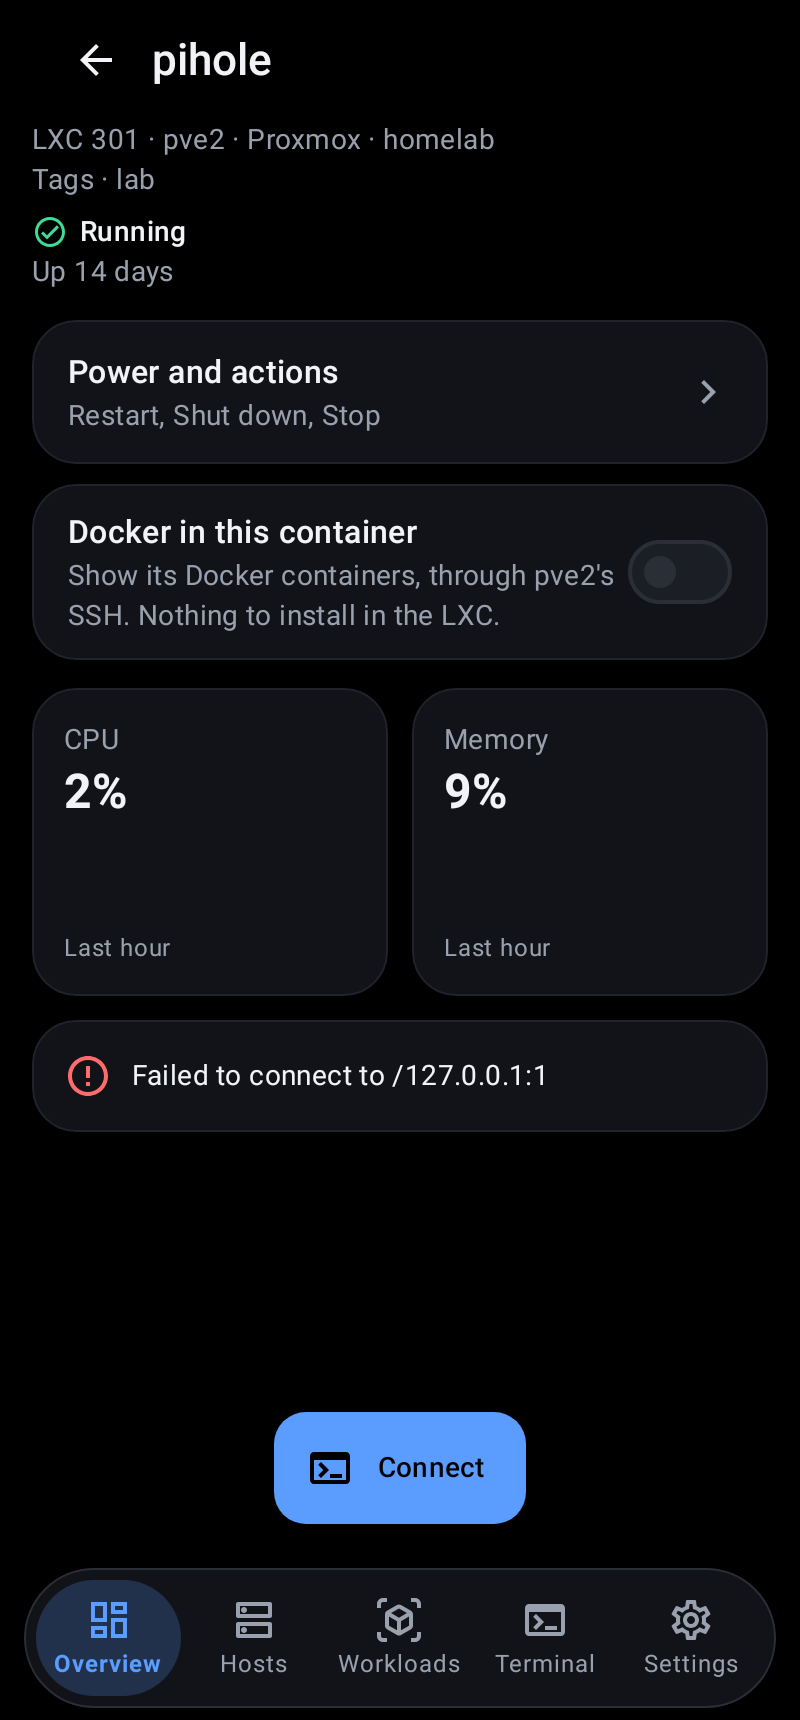 pihole
LXC 301 · pve2 · Proxmox · homelab
Tags · lab
Running
Up 14 days
Power and actions
Restart, Shut down, Stop
Docker in this container
Show its Docker containers, through pve2's
SSH. Nothing to install in the LXC.
CPU
2%
Last hour
Memory
9%
Last hour
Failed to connect to /127.0.0.1:1
Connect
Overview
Hosts
Workloads
Terminal
Settings